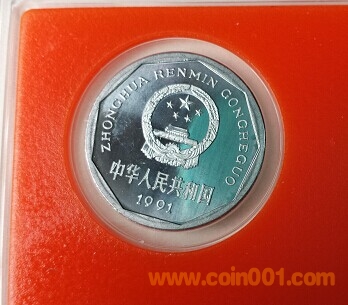 ZHONGHUA RENMIN GONGHEGUO
中华人民共和国
1991
www.coin001.com